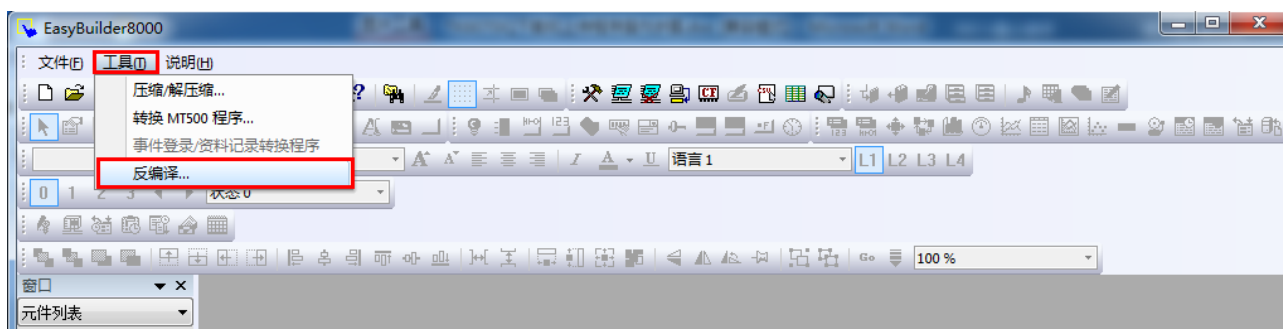 EasyBuilder8000
文件(F) 工具(T) 说明(H)
压缩/解压缩...
转换 MT500 程序...
事件登录/资料记录转换程序
反编译...
语言 1
L1 L2 L3 L4
0 1 2 3 状态 0
Go 100 %
窗口
元件列表